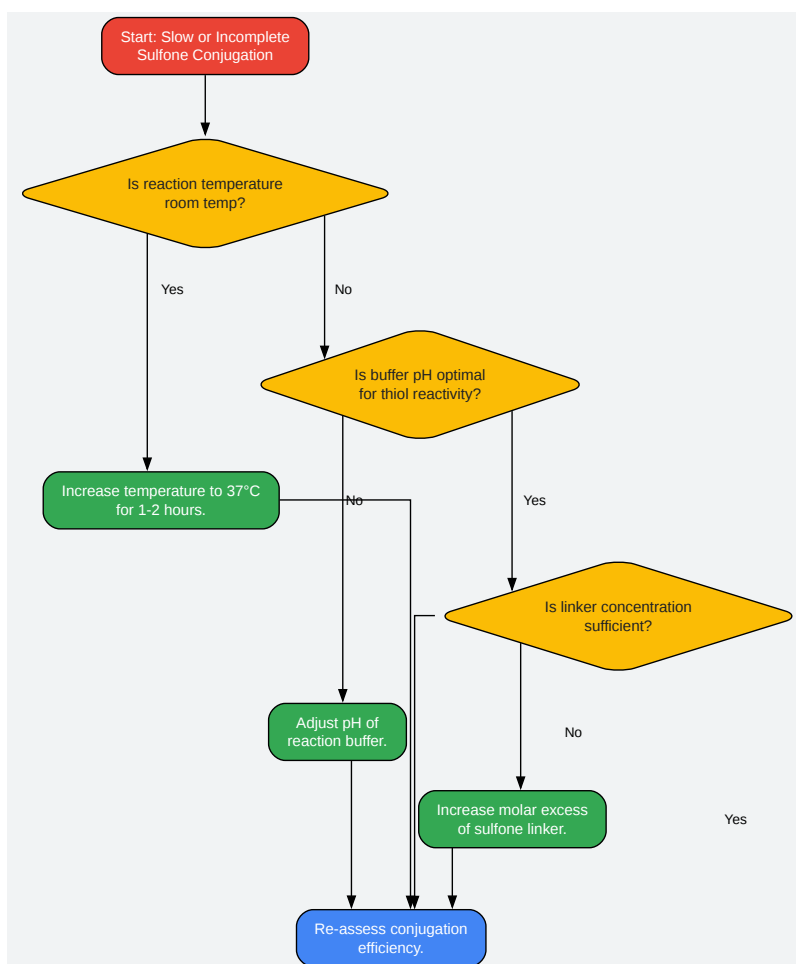 Start: Slow or Incomplete
Sulfone Conjugation
Is reaction temperature
room temp?
Yes
No
Is buffer pH optimal
for thiol reactivity?
Increase temperature to 37°C
for 1-2 hours.
No
Yes
Is linker concentration
sufficient?
Adjust pH of
reaction buffer.
No
Increase molar excess
of sulfone linker.
Yes
Re-assess conjugation
efficiency.